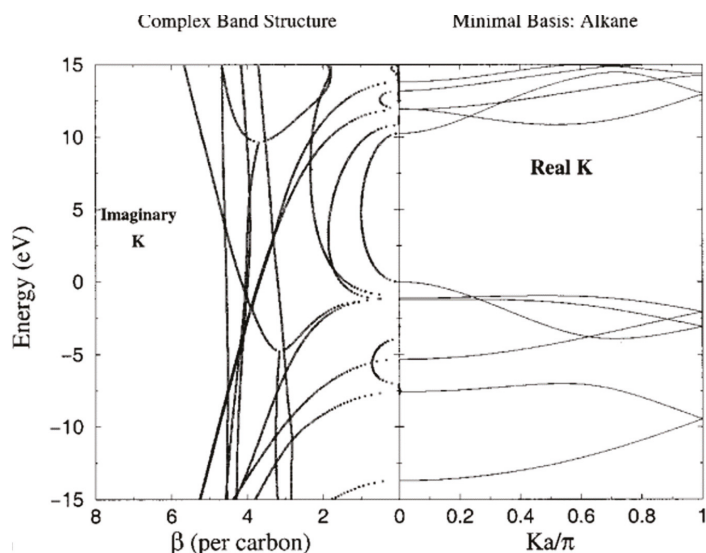 Complex Band Structure
Minimal Basis: Alkane
15
10
5
0
−5
−10
−15
Energy (eV)
Imaginary
K
Real K
8
6
4
2
0
0.2
0.4
0.6
0.8
1
β (per carbon)
Ka/π